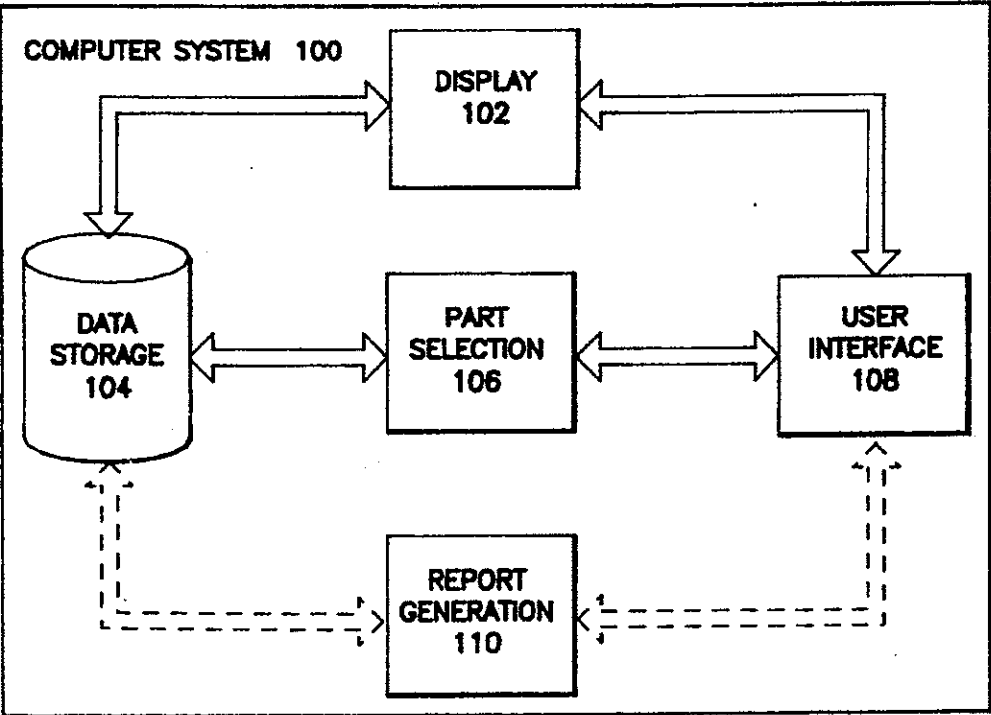 COMPUTER SYSTEM 100
DISPLAY
102
DATA
STORAGE
104
PART
SELECTION
106
USER
INTERFACE
108
REPORT
GENERATION
110